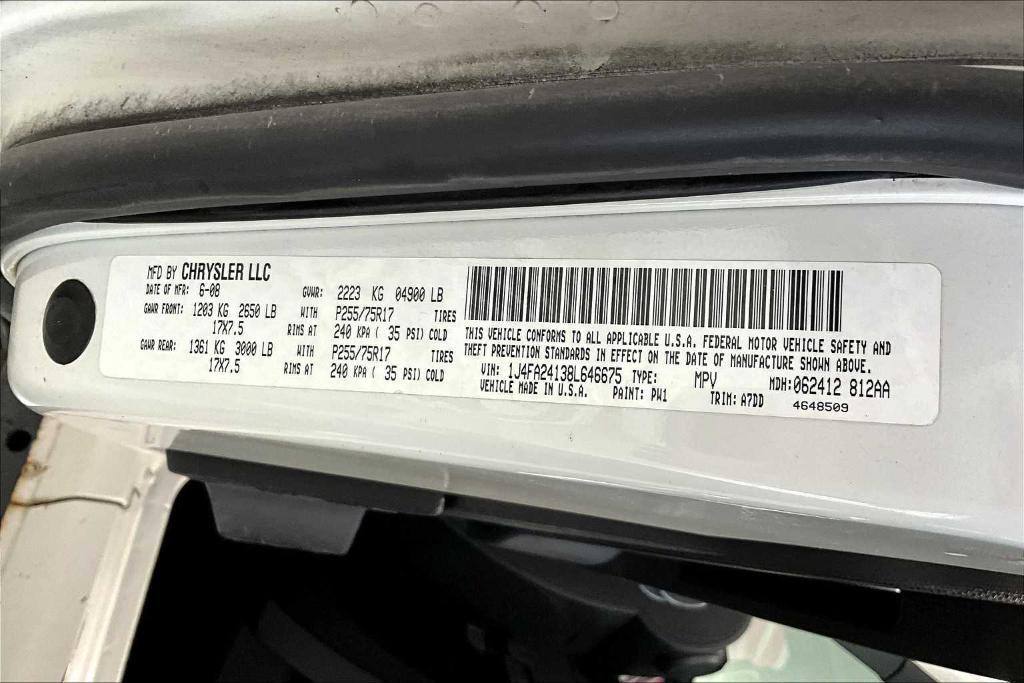 MFD BY CHRYSLER LLC
DATE OF MFR: 6-08 GVWR: 2223 KG 04900 LB
GAWR FRONT: 1203 KG 2650 LB WITH P255/75R17 TIRES
17X7.5 RIMS AT 240 KPA ( 35 PSI) COLD
GAWR REAR: 1361 KG 3000 LB WITH P255/75R17 TIRES
17X7.5 RIMS AT 240 KPA ( 35 PSI) COLD
THIS VEHICLE CONFORMS TO ALL APPLICABLE U.S.A. FEDERAL MOTOR VEHICLE SAFETY AND
THEFT PREVENTION STANDARDS IN EFFECT ON THE DATE OF MANUFACTURE SHOWN ABOVE.
VIN: 1J4FA24138L646675 TYPE: MPV MDH: 062412 812AA
VEHICLE MADE IN U.S.A. PAINT: PW1 TRIM: A7DD
4648509